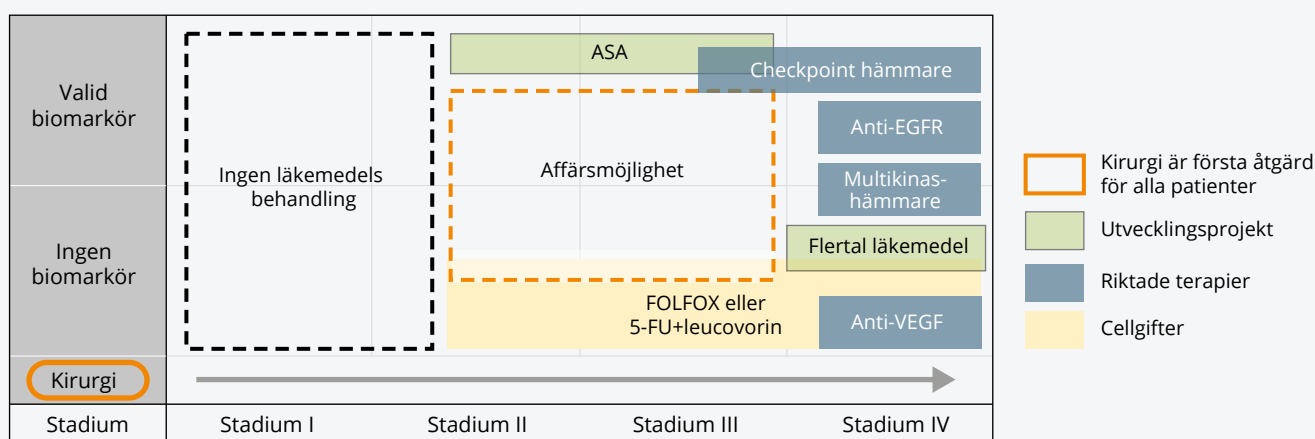 Valid
biomarkör
Ingen
biomarkör
Kirurgi
Stadium
Ingen läkemedels
behandling
ASA
Checkpoint hämmare
Anti-EGFR
Affärsmöjlighet
Multikinas-
hämmare
Flertal läkemedel
FOLFOX eller
5-FU+leucovorin
Anti-VEGF
Stadium I
Stadium II
Stadium III
Stadium IV
Kirurgi är första åtgärd
för alla patienter
Utvecklingsprojekt
Riktade terapier
Cellgifter